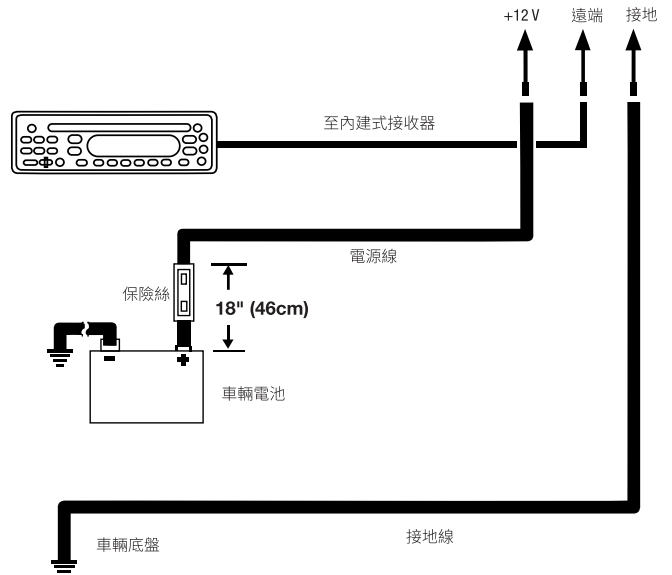 +12 V
遠端
接地
至內建式接收器
電源線
保險絲
18" (46cm)
車輛電池
接地線
車輛底盤